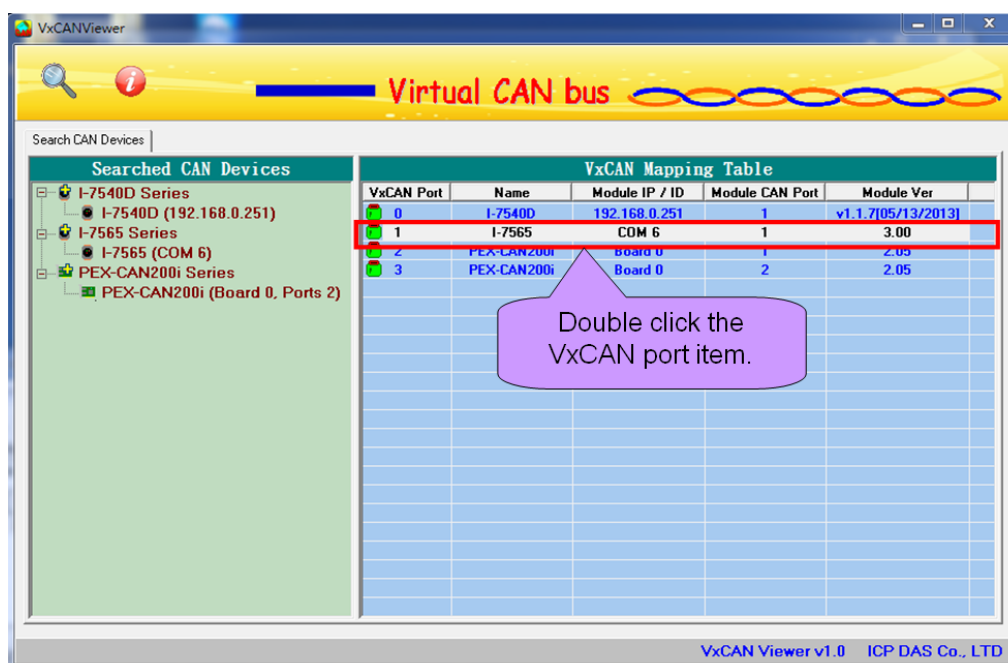 VxCANViewer
Virtual CAN bus
Search CAN Devices
Searched CAN Devices
I-7540D Series
I-7540D (192.168.0.251)
I-7565 Series
I-7565 (COM 6)
PEX-CAN200i Series
PEX-CAN200i (Board 0, Ports 2)
VxCAN Mapping Table
VxCAN Port Name Module IP / ID Module CAN Port Module Ver
0 I-7540D 192.168.0.251 1 v1.1.7[05/13/2013]
1 I-7565 COM 6 1 3.00
2 PEX-CAN200i Board 0 1 2.05
3 PEX-CAN200i Board 0 2 2.05
Double click the
VxCAN port item.
VxCAN Viewer v1.0 ICP DAS Co., LTD